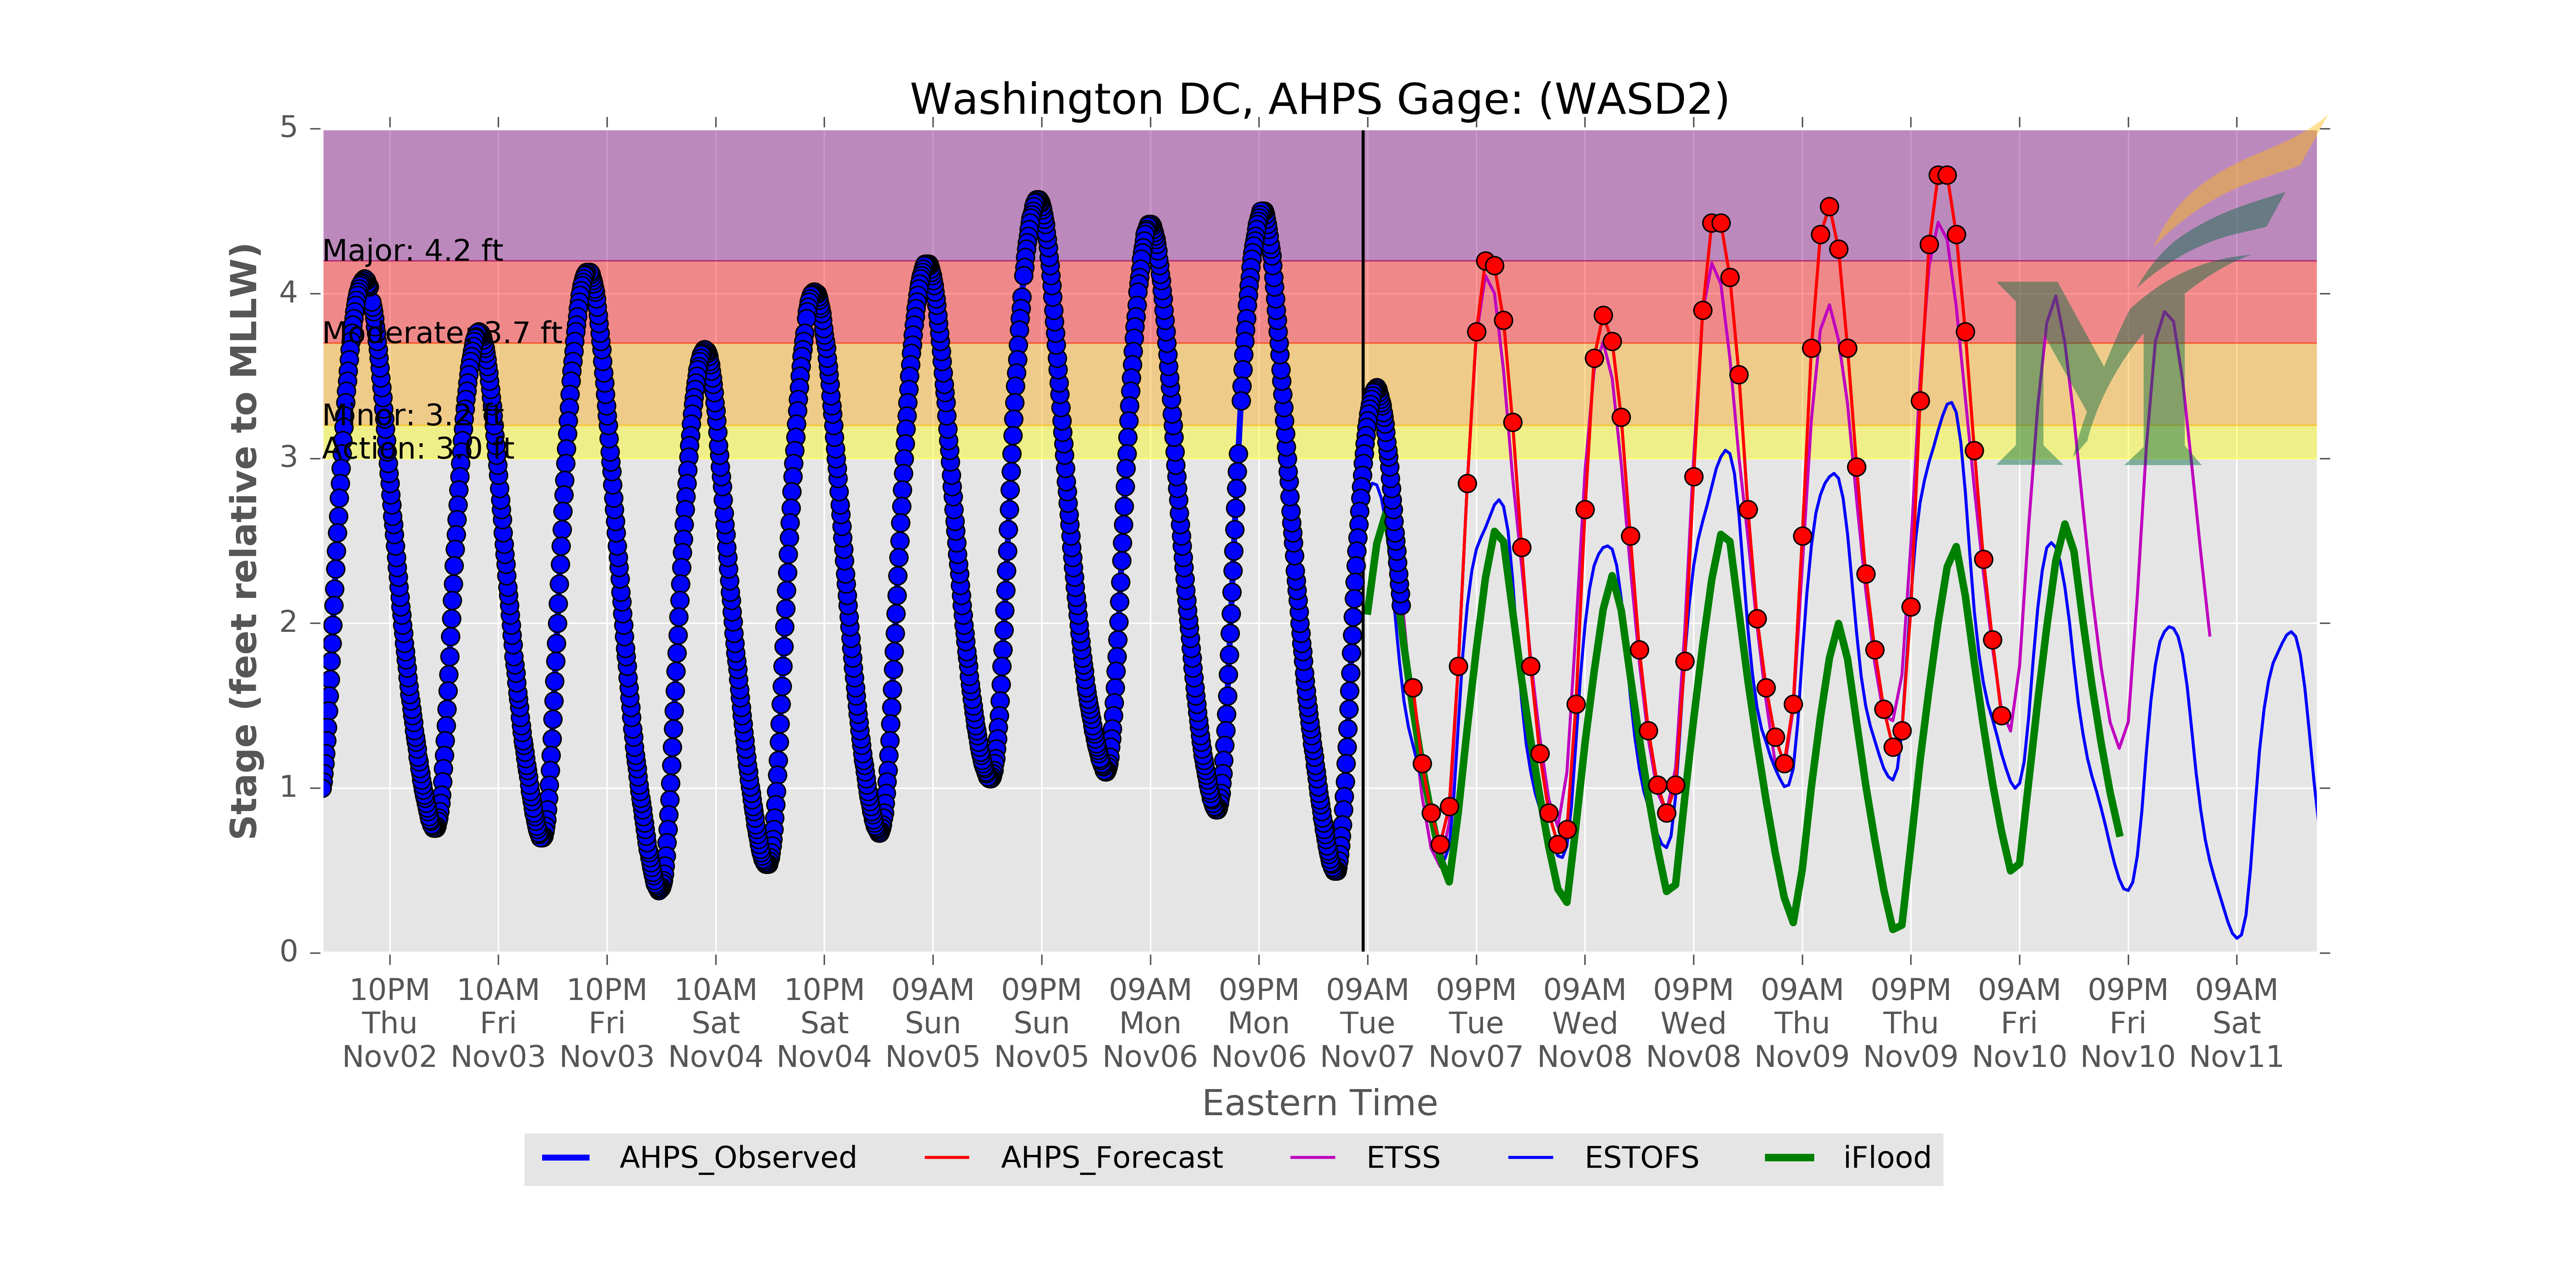 Washington DC, AHPS Gage: (WASD2)
Stage (feet relative to MLLW)
5
4
3
2
1
0
Major: 4.2 ft
Moderate: 3.7 ft
Minor: 3.2 ft
Action: 3.0 ft
M
10PM 10AM 10PM 10AM 10PM 09AM 09PM 09AM 09PM 09AM 09PM 09AM 09PM 09AM 09PM 09AM 09PM 09AM
Thu Fri Fri Sat Sat Sun Sun Mon Mon Tue Tue Wed Wed Thu Thu Fri Fri Sat
Nov02 Nov03 Nov03 Nov04 Nov04 Nov05 Nov05 Nov06 Nov06 Nov07 Nov07 Nov08 Nov08 Nov09 Nov09 Nov10 Nov10 Nov11
Eastern Time
AHPS_Observed AHPS_Forecast ETSS ESTOFS iFlood